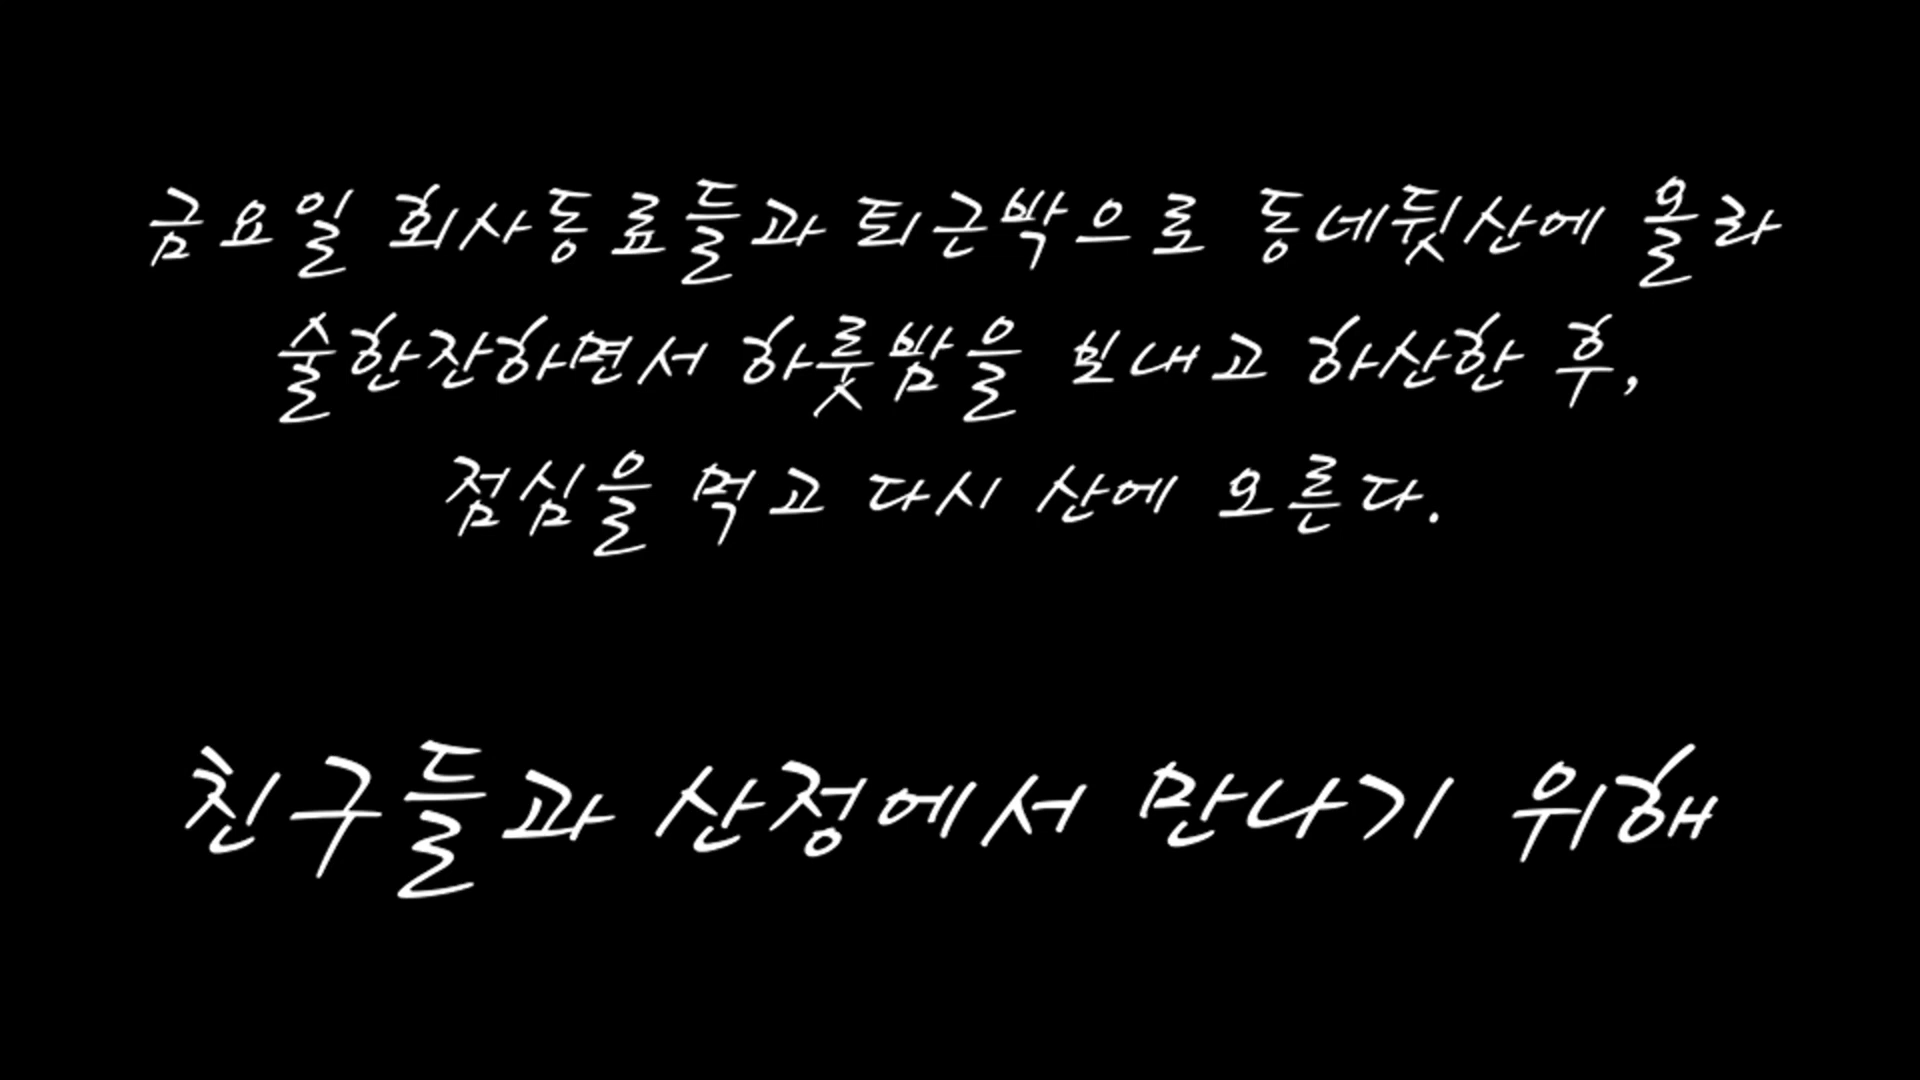 금요일 회사동료들과 퇴근박으로 동네뒷산에 올라
술한잔하면서 하룻밤을 보내고 하산한 후,
점심을 먹고 다시 산에 오른다.
친구들과 산정에서 만나기 위해